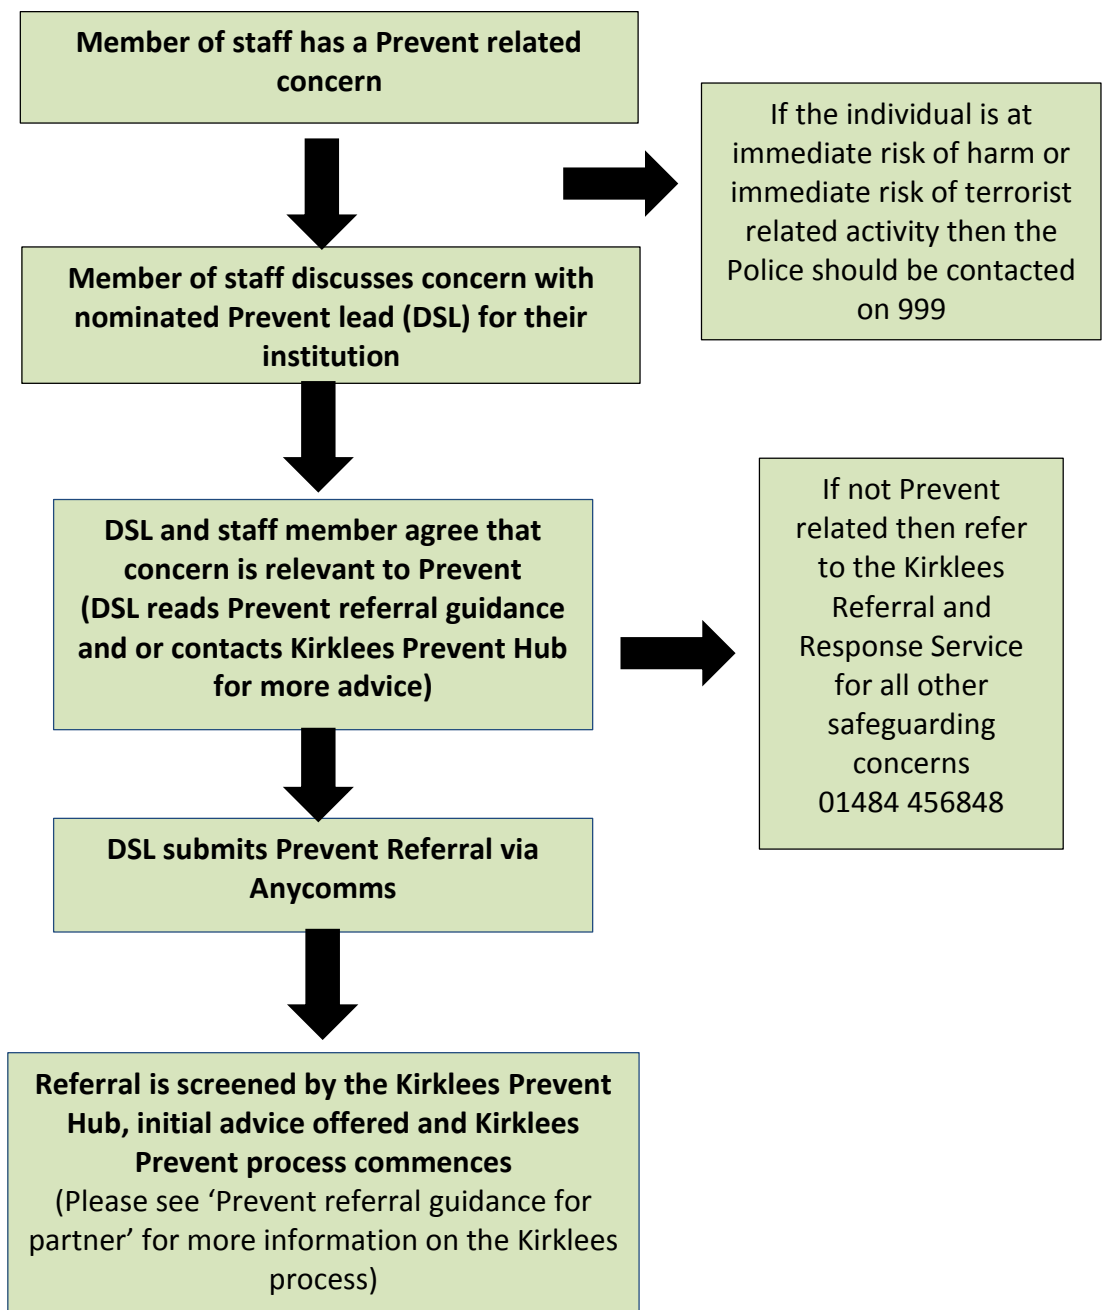 Member of staff has a Prevent related
concern
If the individual is at
immediate risk of harm or
immediate risk of terrorist
related activity then the
Police should be contacted
on 999
Member of staff discusses concern with
nominated Prevent lead (DSL) for their
institution
DSL and staff member agree that
concern is relevant to Prevent
(DSL reads Prevent referral guidance
and or contacts Kirklees Prevent Hub
for more advice)
If not Prevent
related then refer
to the Kirklees
Referral and
Response Service
for all other
safeguarding
concerns
01484 456848
DSL submits Prevent Referral via
Anycomms
Referral is screened by the Kirklees Prevent
Hub, initial advice offered and Kirklees
Prevent process commences
(Please see ‘Prevent referral guidance for
partner’ for more information on the Kirklees
process)